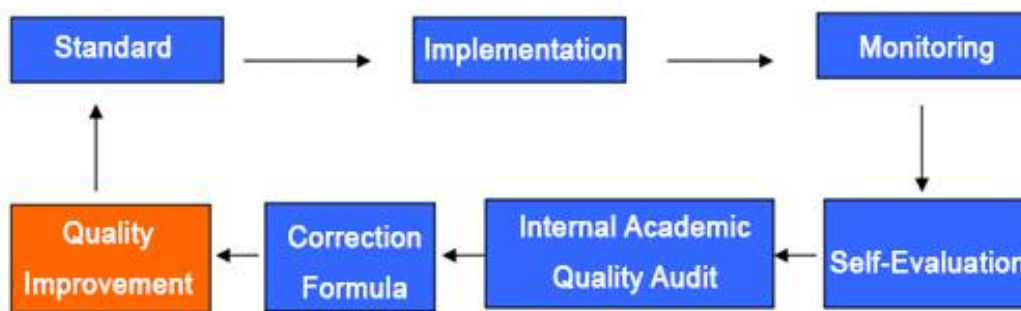 Standard
Implementation
Monitoring
Quality
Improvement
Correction
Formula
Internal Academic
Quality Audit
Self-Evaluation